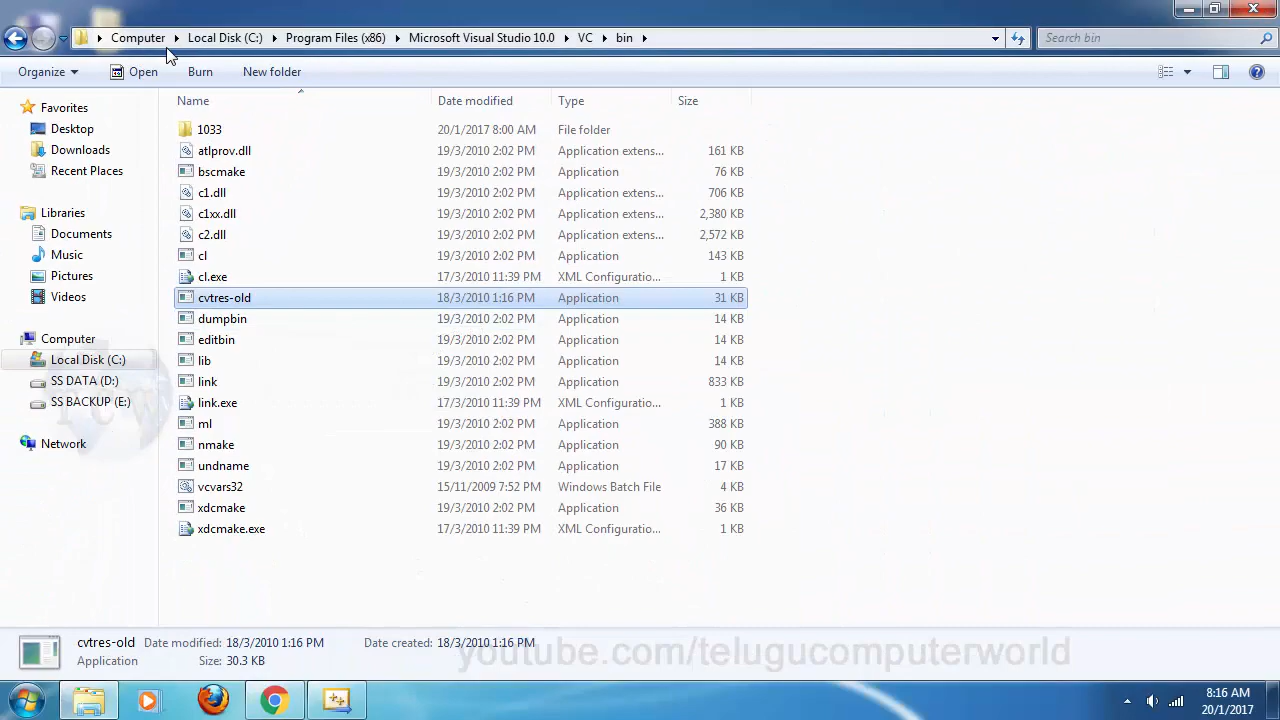 Computer Local Disk (C:) Program Files (x86) Microsoft Visual Studio 10.0 VC bin Search bin
Organize Open Burn New folder
Favorites
Desktop
Downloads
Recent Places
Libraries
Documents
Music
Pictures
Videos
Computer
Local Disk (C:)
SS DATA (D:)
SS BACKUP (E:)
Network
Name Date modified Type Size
1033 20/1/2017 8:00 AM File folder
atlprov.dll 19/3/2010 2:02 PM Application extens... 161 KB
bscmake 19/3/2010 2:02 PM Application 76 KB
c1.dll 19/3/2010 2:02 PM Application extens... 706 KB
c1xx.dll 19/3/2010 2:02 PM Application extens... 2,380 KB
c2.dll 19/3/2010 2:02 PM Application extens... 2,572 KB
cl 19/3/2010 2:02 PM Application 143 KB
cl.exe 17/3/2010 11:39 PM XML Configuratio... 1 KB
cvtres-old 18/3/2010 1:16 PM Application 31 KB
dumpbin 19/3/2010 2:02 PM Application 14 KB
editbin 19/3/2010 2:02 PM Application 14 KB
lib 19/3/2010 2:02 PM Application 14 KB
link 19/3/2010 2:02 PM Application 833 KB
link.exe 17/3/2010 11:39 PM XML Configuratio... 1 KB
ml 19/3/2010 2:02 PM Application 388 KB
nmake 19/3/2010 2:02 PM Application 90 KB
undname 19/3/2010 2:02 PM Application 17 KB
vcvars32 15/11/2009 7:52 PM Windows Batch File 4 KB
xdcmake 19/3/2010 2:02 PM Application 36 KB
xdcmake.exe 17/3/2010 11:39 PM XML Configuratio... 1 KB
cvtres-old Date modified: 18/3/2010 1:16 PM Date created: 18/3/2010 1:16 PM
Application Size: 30.3 KB
youtube.com/telugucomputerworld
8:16 AM
20/1/2017